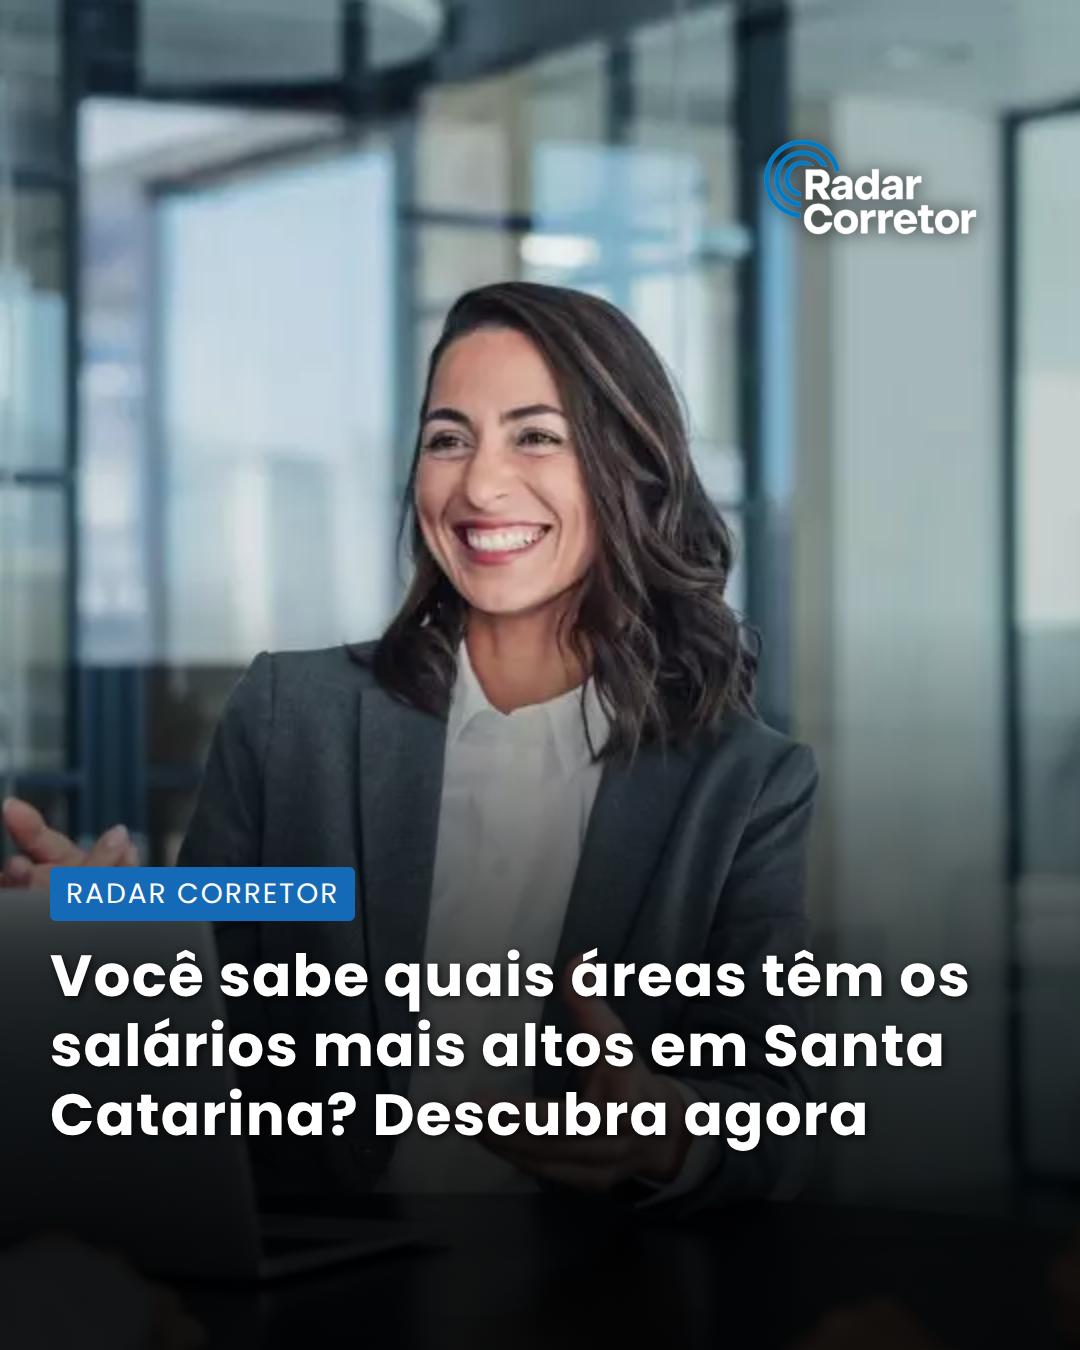 Radar
Corretor
RADAR CORRETOR
Você sabe quais áreas têm os
salários mais altos em Santa
Catarina? Descubra agora